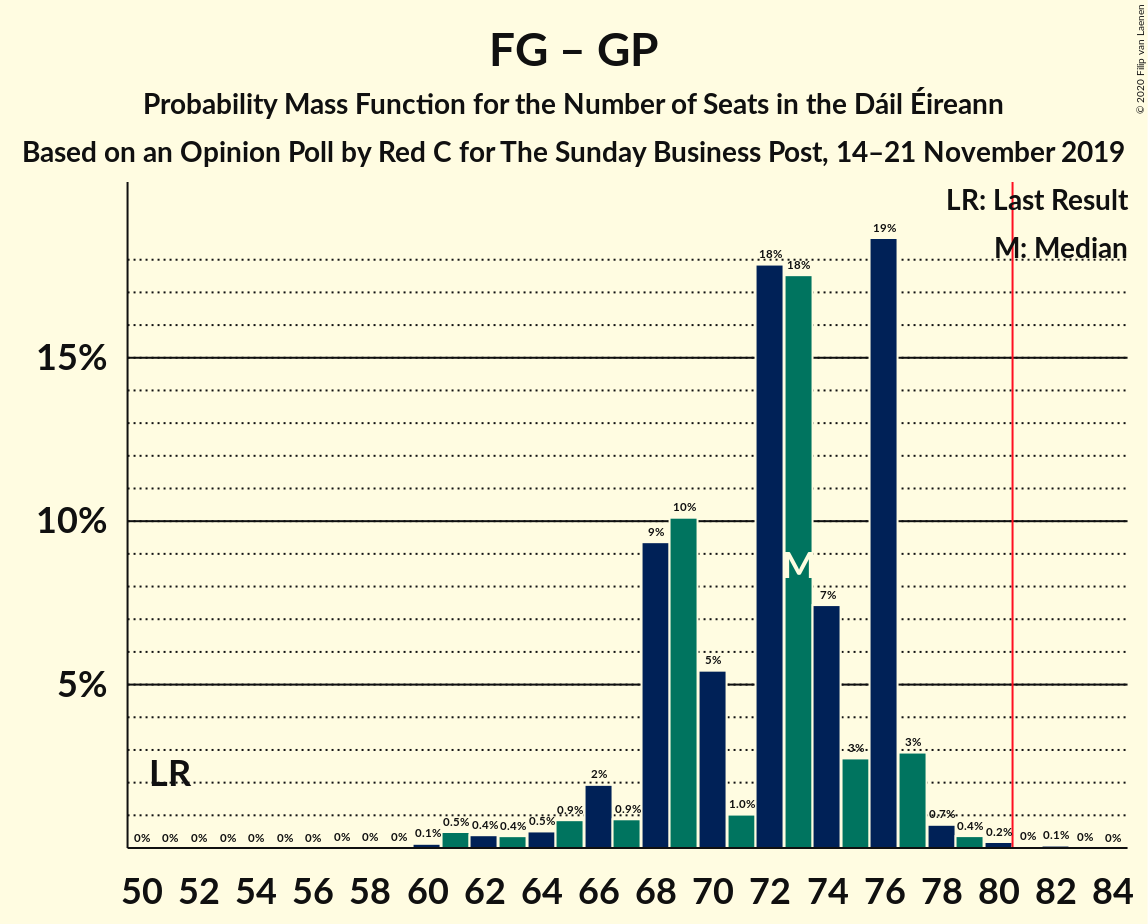 FG – GP
Probability Mass Function for the Number of Seats in the Dáil Éireann
Based on an Opinion Poll by Red C for The Sunday Business Post, 14–21 November 2019
© 2020 Filip van Laenen
LR: Last Result
M: Median
19%
18% 18%
15%
10%
9%
10%
M
7%
5%
5%
3% 3%
LR
2%
0% 0% 0% 0% 0% 0% 0% 0% 0% 0% 0.1% 0.5% 0.4% 0.4% 0.5% 0.9% 0.9% 1.0% 0.7% 0.4% 0.2% 0% 0.1% 0% 0%
50 52 54 56 58 60 62 64 66 68 70 72 74 76 78 80 82 84